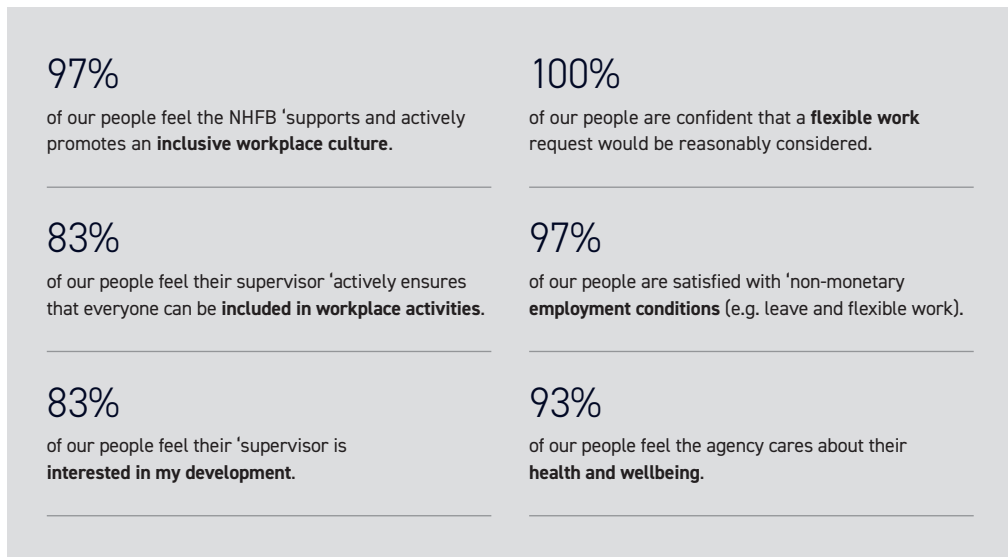 97%
of our people feel the NHFB ‘supports and actively
promotes an inclusive workplace culture.
83%
of our people feel their supervisor ‘actively ensures
that everyone can be included in workplace activities.
83%
of our people feel their ‘supervisor is
interested in my development.
100%
of our people are confident that a flexible work
request would be reasonably considered.
97%
of our people are satisfied with ‘non-monetary
employment conditions (e.g. leave and flexible work).
93%
of our people feel the agency cares about their
health and wellbeing.